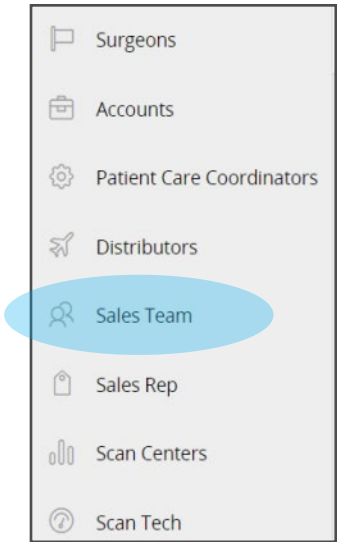 Surgeons
Accounts
Patient Care Coordinators
Distributors
Sales Team
Sales Rep
Scan Centers
Scan Tech